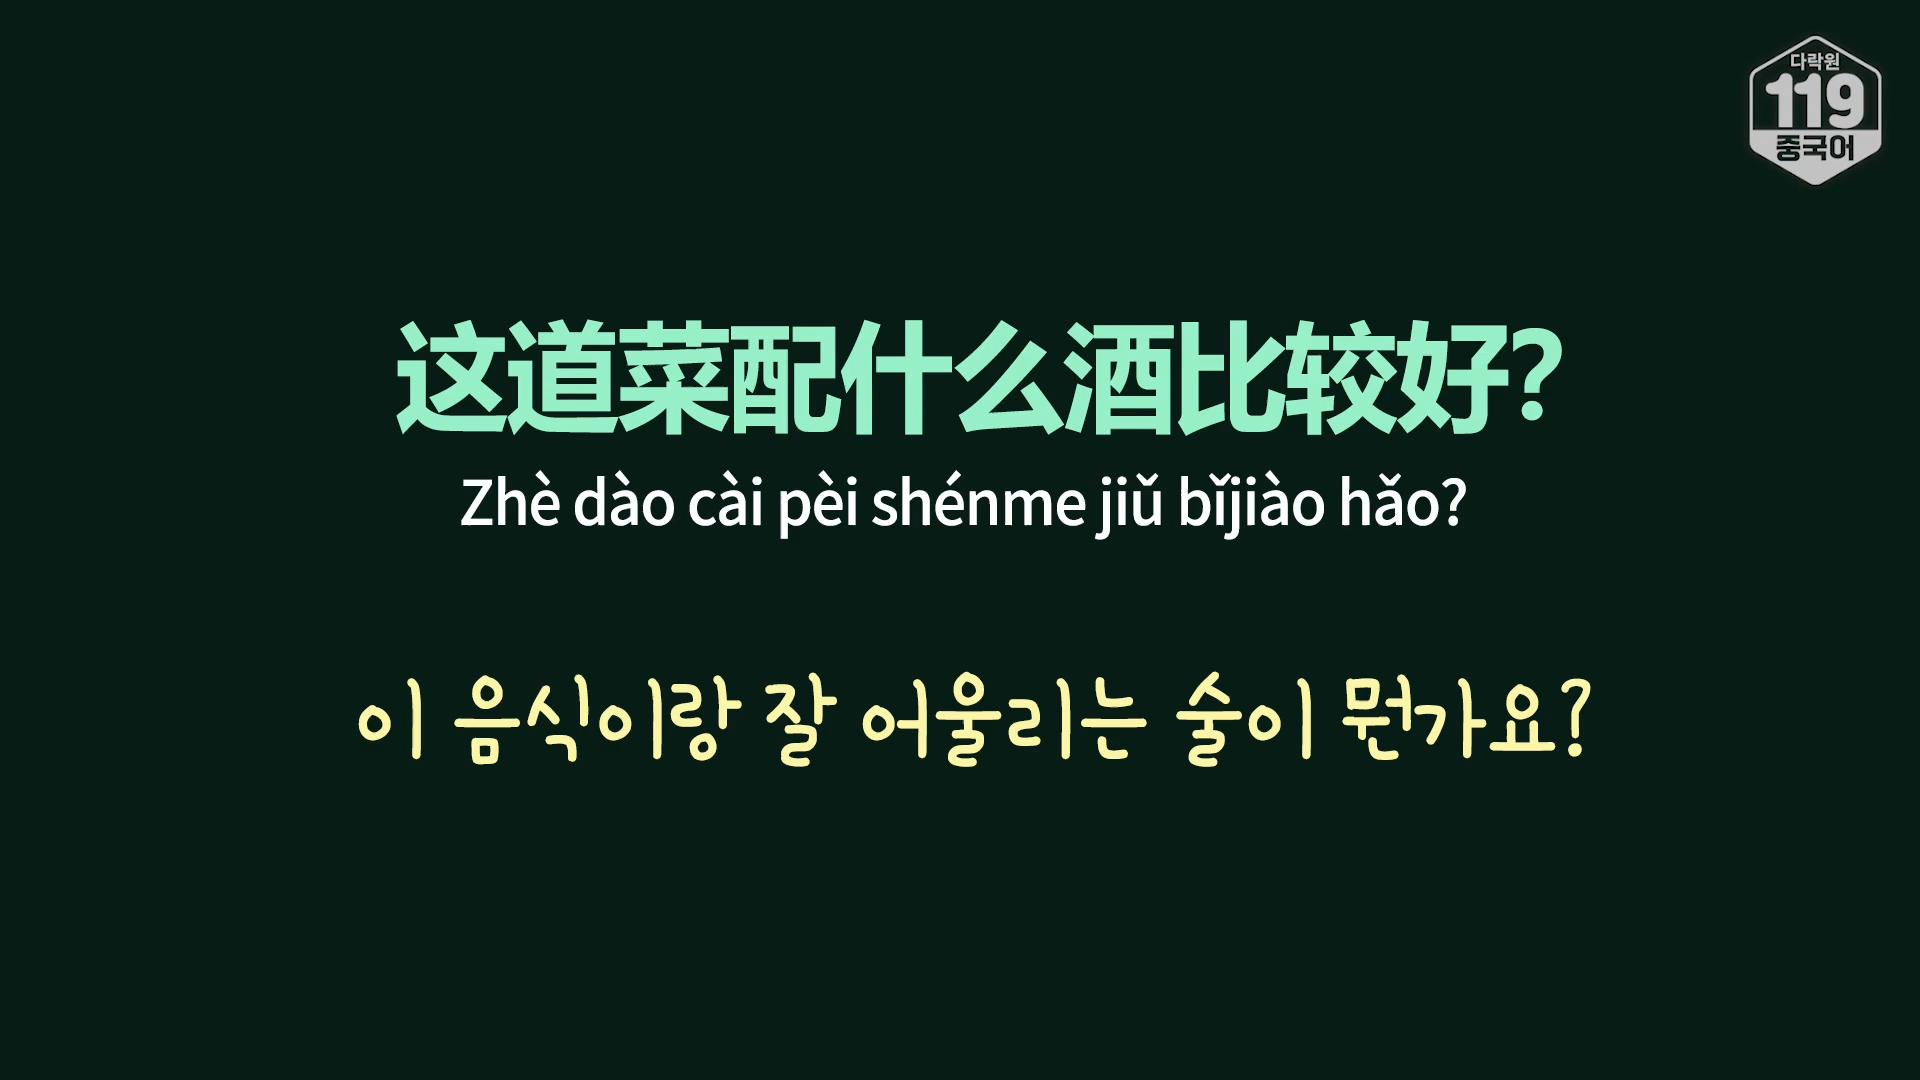 다락원
119
중국어
这道菜配什么酒比较好？
Zhè dào cài pèi shénme jiǔ bǐjiào hǎo?
이 음식이랑 잘 어울리는 술이 뭔가요?